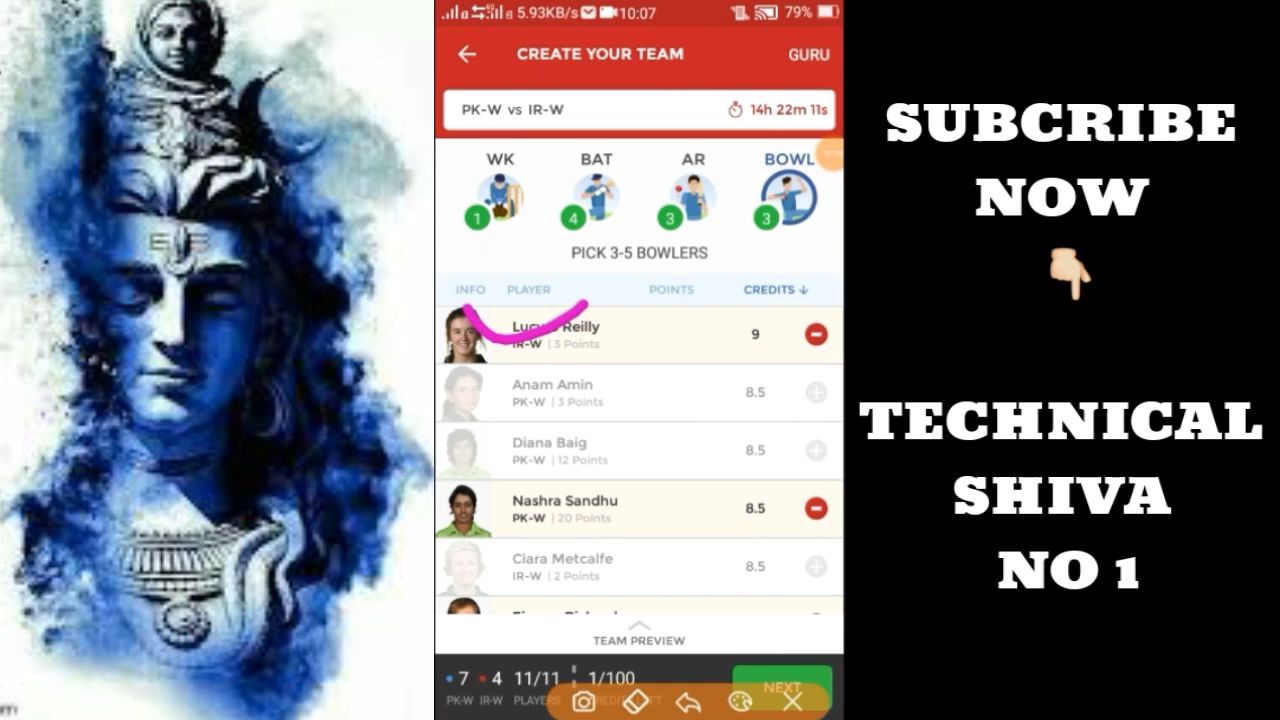 5.93KB/s
10:07
79%
CREATE YOUR TEAM
GURU
PK-W vs IR-W
14h 22m 11s
WK
BAT
AR
BOWL
1
4
3
3
PICK 3-5 BOWLERS
INFO
PLAYER
POINTS
CREDITS ↓
Reilly
IR-W | 3 Points
9
Anam Amin
PK-W | 3 Points
8.5
Diana Baig
PK-W | 12 Points
8.5
Nashra Sandhu
PK-W | 20 Points
8.5
Ciara Metcalfe
IR-W | 2 Points
8.5
TEAM PREVIEW
7 4 11/11 1/100
PK-W IR-W
NEXT
SUBCRIBE
NOW
TECHNICAL
SHIVA
NO 1